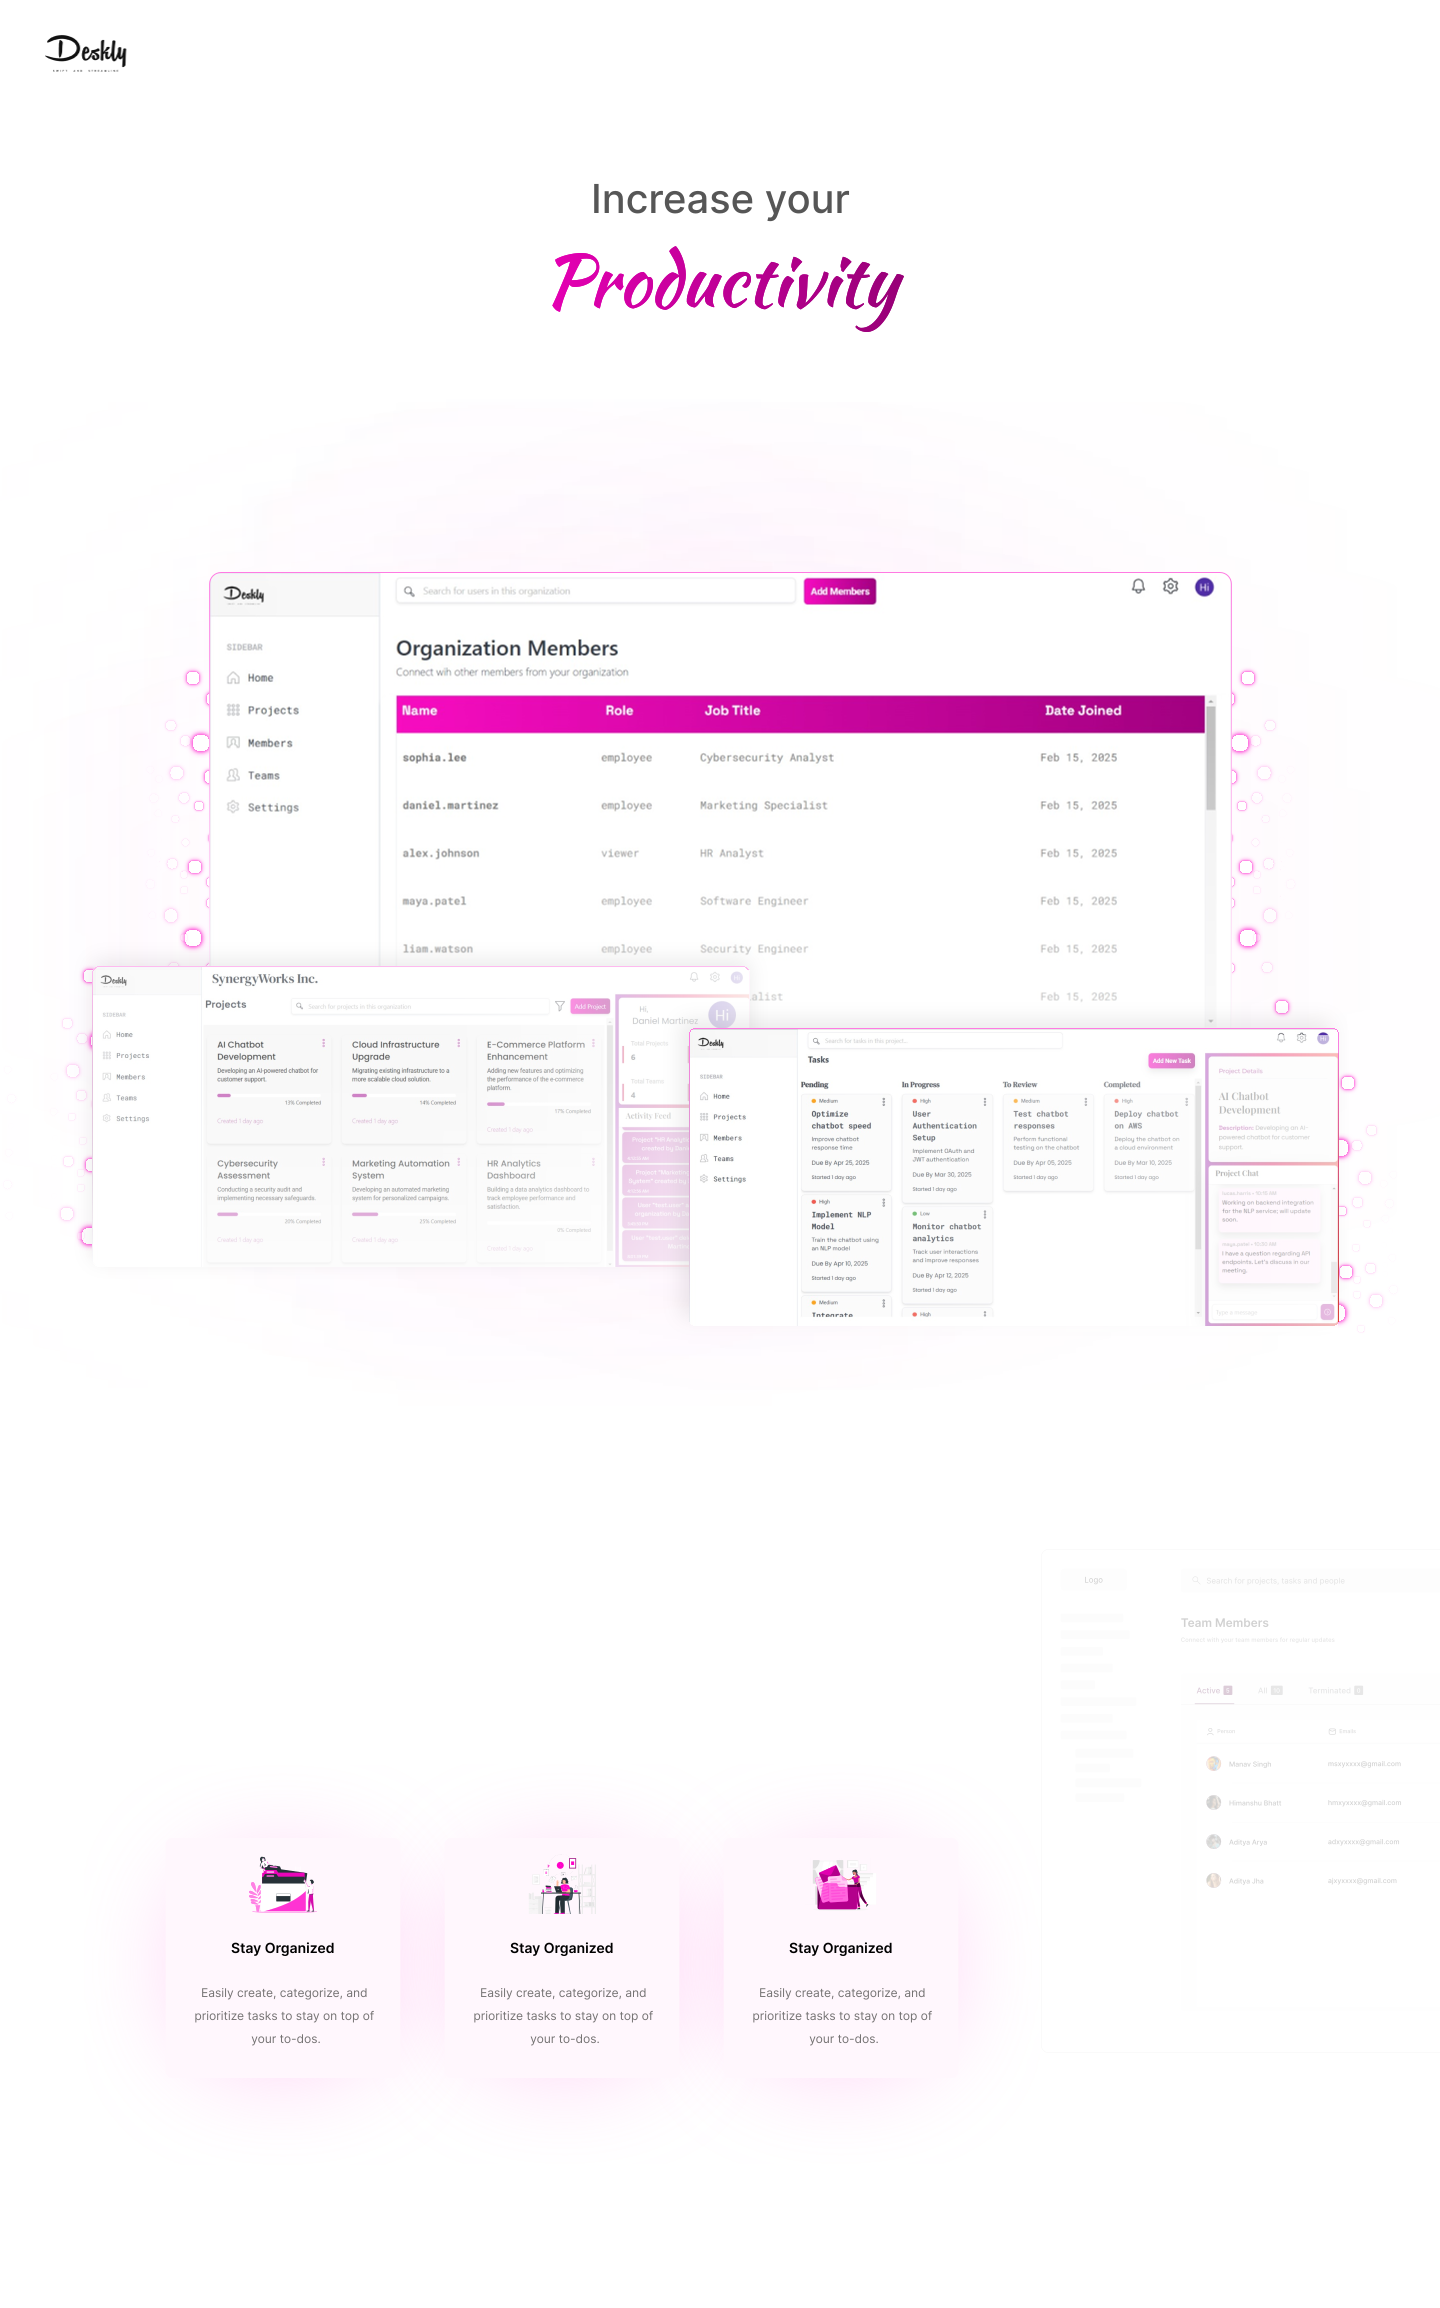 Deskly
SWIFT AND STREAMLINE
Increase your
Productivity
Deskly
Search for users in this organization
Add Members
Hi
SIDEBAR
Home
Projects
Members
Teams
Settings
Organization Members
Connect wih other members from your organization
Name Role Job Title Date Joined
sophia.lee employee Cybersecurity Analyst Feb 15, 2025
daniel.martinez employee Marketing Specialist Feb 15, 2025
alex.johnson viewer HR Analyst Feb 15, 2025
maya.patel employee Software Engineer Feb 15, 2025
liam.watson employee Security Engineer Feb 15, 2025
alist Feb 15, 2025
Deskly
SIDEBAR
Home
Projects
Members
Teams
Settings
SynergyWorks Inc.
Hi
Projects
Search for projects in this organization
Add Project
AI Chatbot
Development
Developing an AI-powered chatbot for
customer support.
13% Completed
Created 1 day ago
Cloud Infrastructure
Upgrade
Migrating existing infrastructure to a
more scalable cloud solution.
14% Completed
Created 1 day ago
E-Commerce Platform
Enhancement
Adding new features and optimizing
the performance of the e-commerce
platform.
17% Completed
Created 1 day ago
Cybersecurity
Assessment
Conducting a security audit and
implementing necessary safeguards.
20% Completed
Created 1 day ago
Marketing Automation
System
Developing an automated marketing
system for personalized campaigns.
25% Completed
Created 1 day ago
HR Analytics
Dashboard
Building a data analytics dashboard to
track employee performance and
satisfaction.
0% Completed
Created 1 day ago
Hi,
Daniel Martinez
Hi
Total Projects
6
Total Teams
4
Activity Feed
Deskly
SIDEBAR
Home
Projects
Members
Teams
Settings
Search for tasks in this project...
Hi
Tasks
Add New Task
Pending
Medium
Optimize
chatbot speed
Improve chatbot
response time
Due By Apr 25, 2025
Started 1 day ago
High
Implement NLP
Model
Train the chatbot using
an NLP model
Due By Apr 10, 2025
Started 1 day ago
Medium
Integrate
In Progress
High
User
Authentication
Setup
Implement OAuth and
JWT authentication
Due By Mar 30, 2025
Started 1 day ago
Low
Monitor chatbot
analytics
Track user interactions
and improve responses
Due By Apr 12, 2025
Started 1 day ago
High
To Review
Medium
Test chatbot
responses
Perform functional
testing on the chatbot
Due By Apr 05, 2025
Started 1 day ago
Completed
High
Deploy chatbot
on AWS
Deploy the chatbot on
a cloud environment
Due By Mar 10, 2025
Started 1 day ago
Project Details
AI Chatbot
Development
Description: Developing an AI-
powered chatbot for customer
support.
Project Chat
Working on backend integration
for the NLP service; will update
soon.
I have a question regarding API
endpoints. Let's discuss in our
meeting.
Type a message
Logo
Search for projects, tasks and people
Team Members
Connect with your team members for regular updates
Active
All
Terminated
Person Emails
Manav Singh msxyxxxx@gmail.com
Himanshu Bhatt hmxyxxxx@gmail.com
Aditya Arya adxyxxxx@gmail.com
Aditya Jha ajxyxxxx@gmail.com
Stay Organized
Easily create, categorize, and
prioritize tasks to stay on top of
your to-dos.
Stay Organized
Easily create, categorize, and
prioritize tasks to stay on top of
your to-dos.
Stay Organized
Easily create, categorize, and
prioritize tasks to stay on top of
your to-dos.